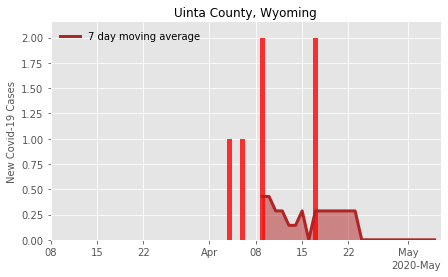 Uinta County, Wyoming
7 day moving average
New Covid-19 Cases
2.00
1.75
1.50
1.25
1.00
0.75
0.50
0.25
0.00
08 15 22 Apr 08 15 22 May
2020-May